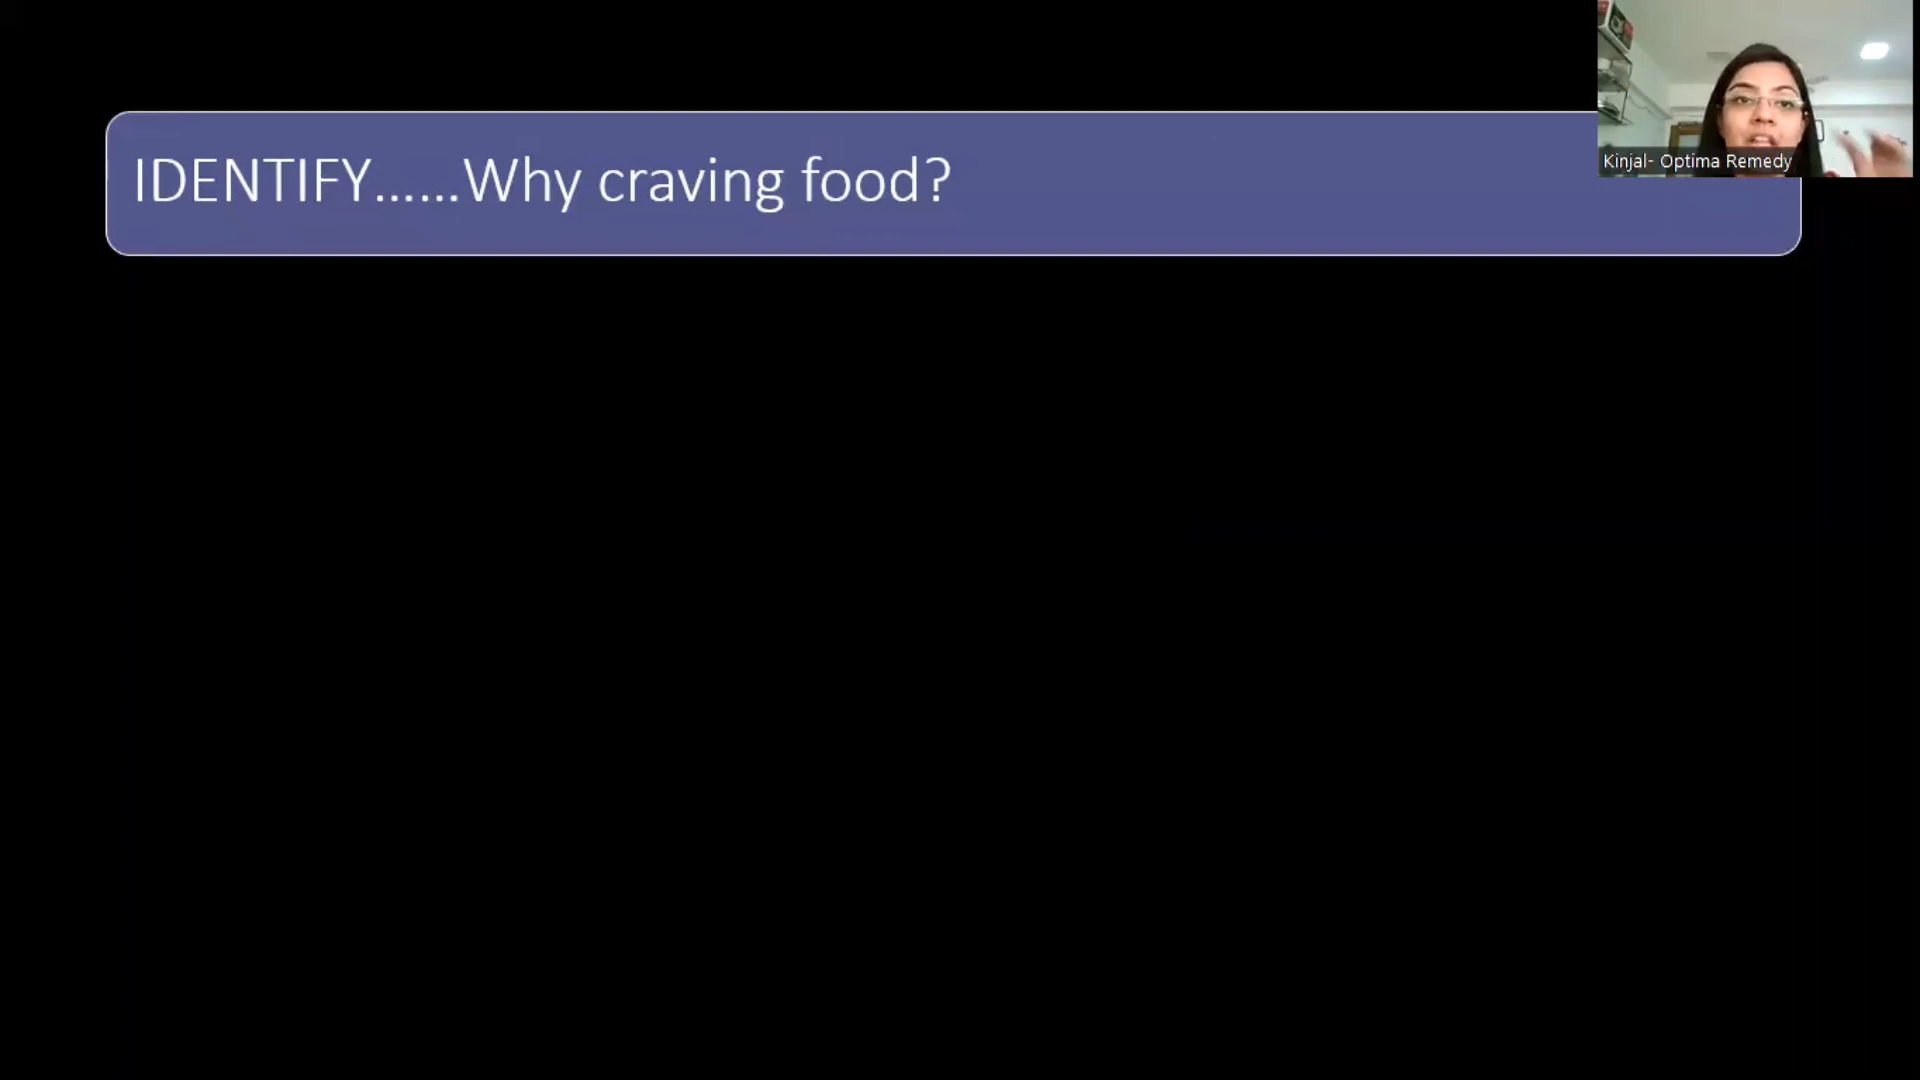 IDENTIFY......Why craving food?
Kinjal- Optima Remedy